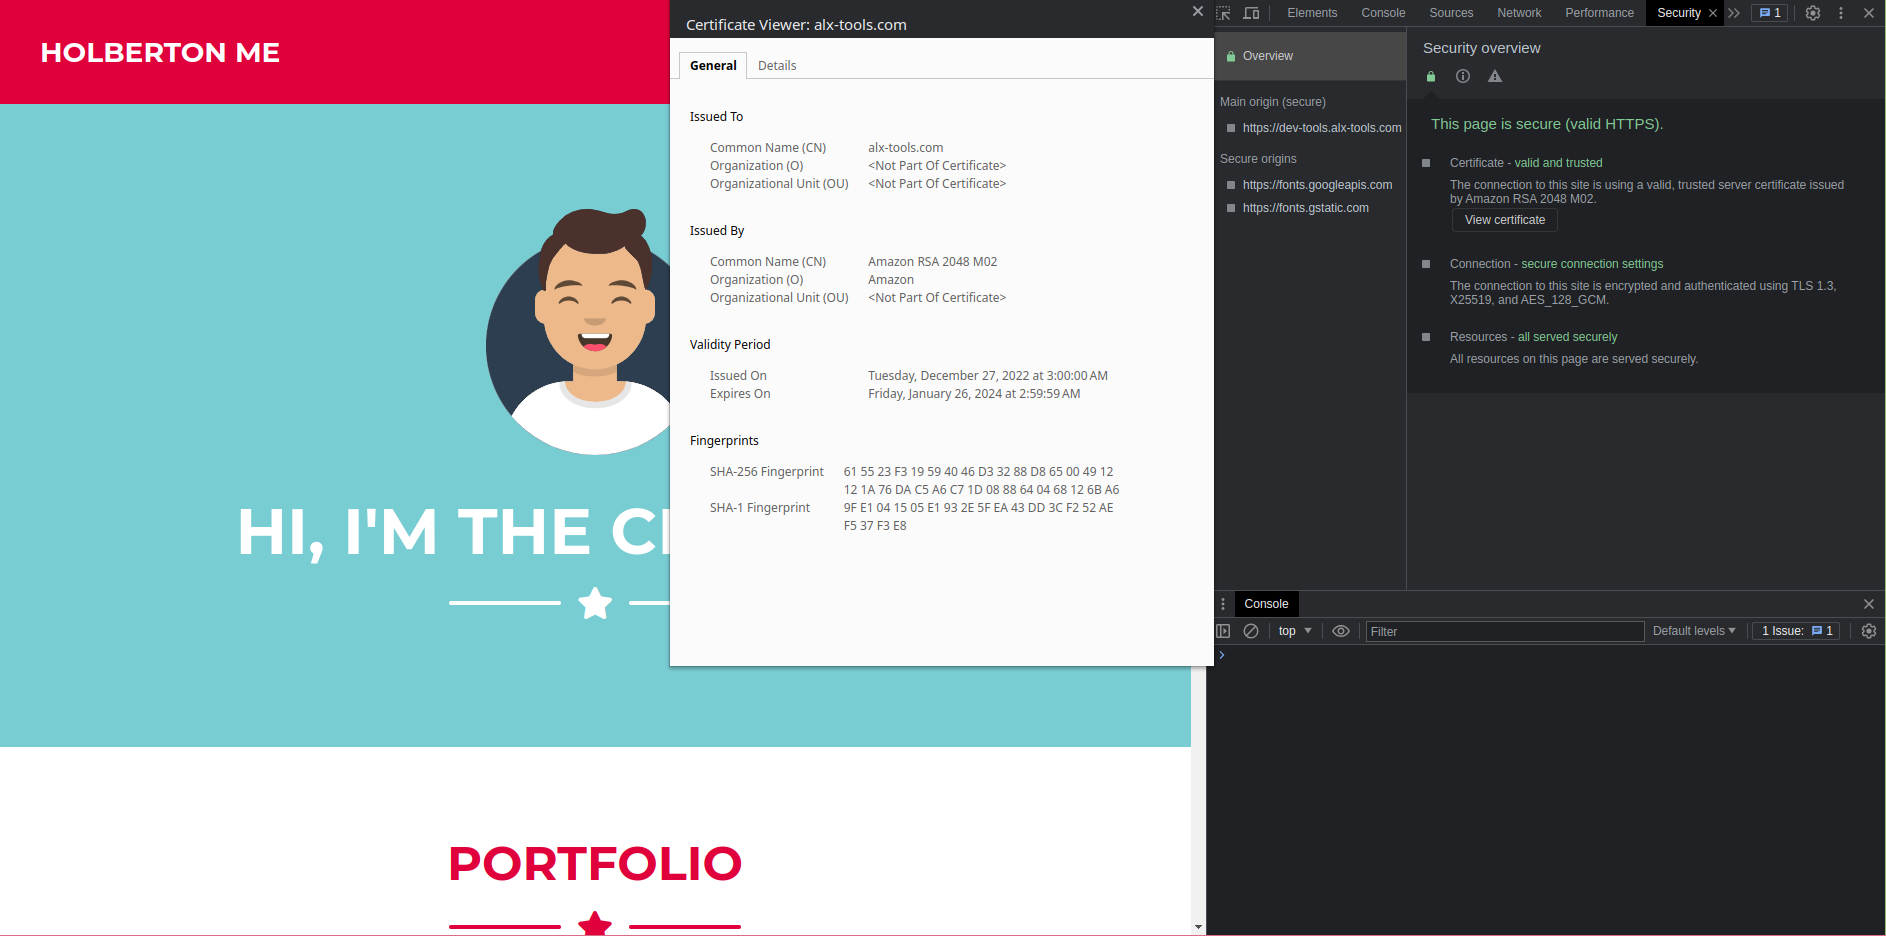 HOLBERTON ME
HI, I'M THE
PORTFOLIO
Certificate Viewer: alx-tools.com
General Details
Issued To
Common Name (CN) alx-tools.com
Organization (O) <Not Part Of Certificate>
Organizational Unit (OU) <Not Part Of Certificate>
Issued By
Common Name (CN) Amazon RSA 2048 M02
Organization (O) Amazon
Organizational Unit (OU) <Not Part Of Certificate>
Validity Period
Issued On Tuesday, December 27, 2022 at 3:00:00 AM
Expires On Friday, January 26, 2024 at 2:59:59 AM
Fingerprints
SHA-256 Fingerprint 61 55 23 F3 19 59 40 46 D3 32 88 D8 65 00 49 12
12 1A 76 DA C5 A6 C7 1D 08 88 64 04 68 12 6B A6
SHA-1 Fingerprint 9F E1 04 15 05 E1 93 2E 5F EA 43 DD 3C F2 52 AE
F5 37 F3 E8
Elements Console Sources Network Performance Security 1
Overview
Main origin (secure)
https://dev-tools.alx-tools.com
Secure origins
https://fonts.googleapis.com
https://fonts.gstatic.com
Security overview
This page is secure (valid HTTPS).
Certificate - valid and trusted
The connection to this site is using a valid, trusted server certificate issued
by Amazon RSA 2048 M02.
View certificate
Connection - secure connection settings
The connection to this site is encrypted and authenticated using TLS 1.3,
X25519, and AES_128_GCM.
Resources - all served securely
All resources on this page are served securely.
Console
top Filter Default levels 1 Issue: 1